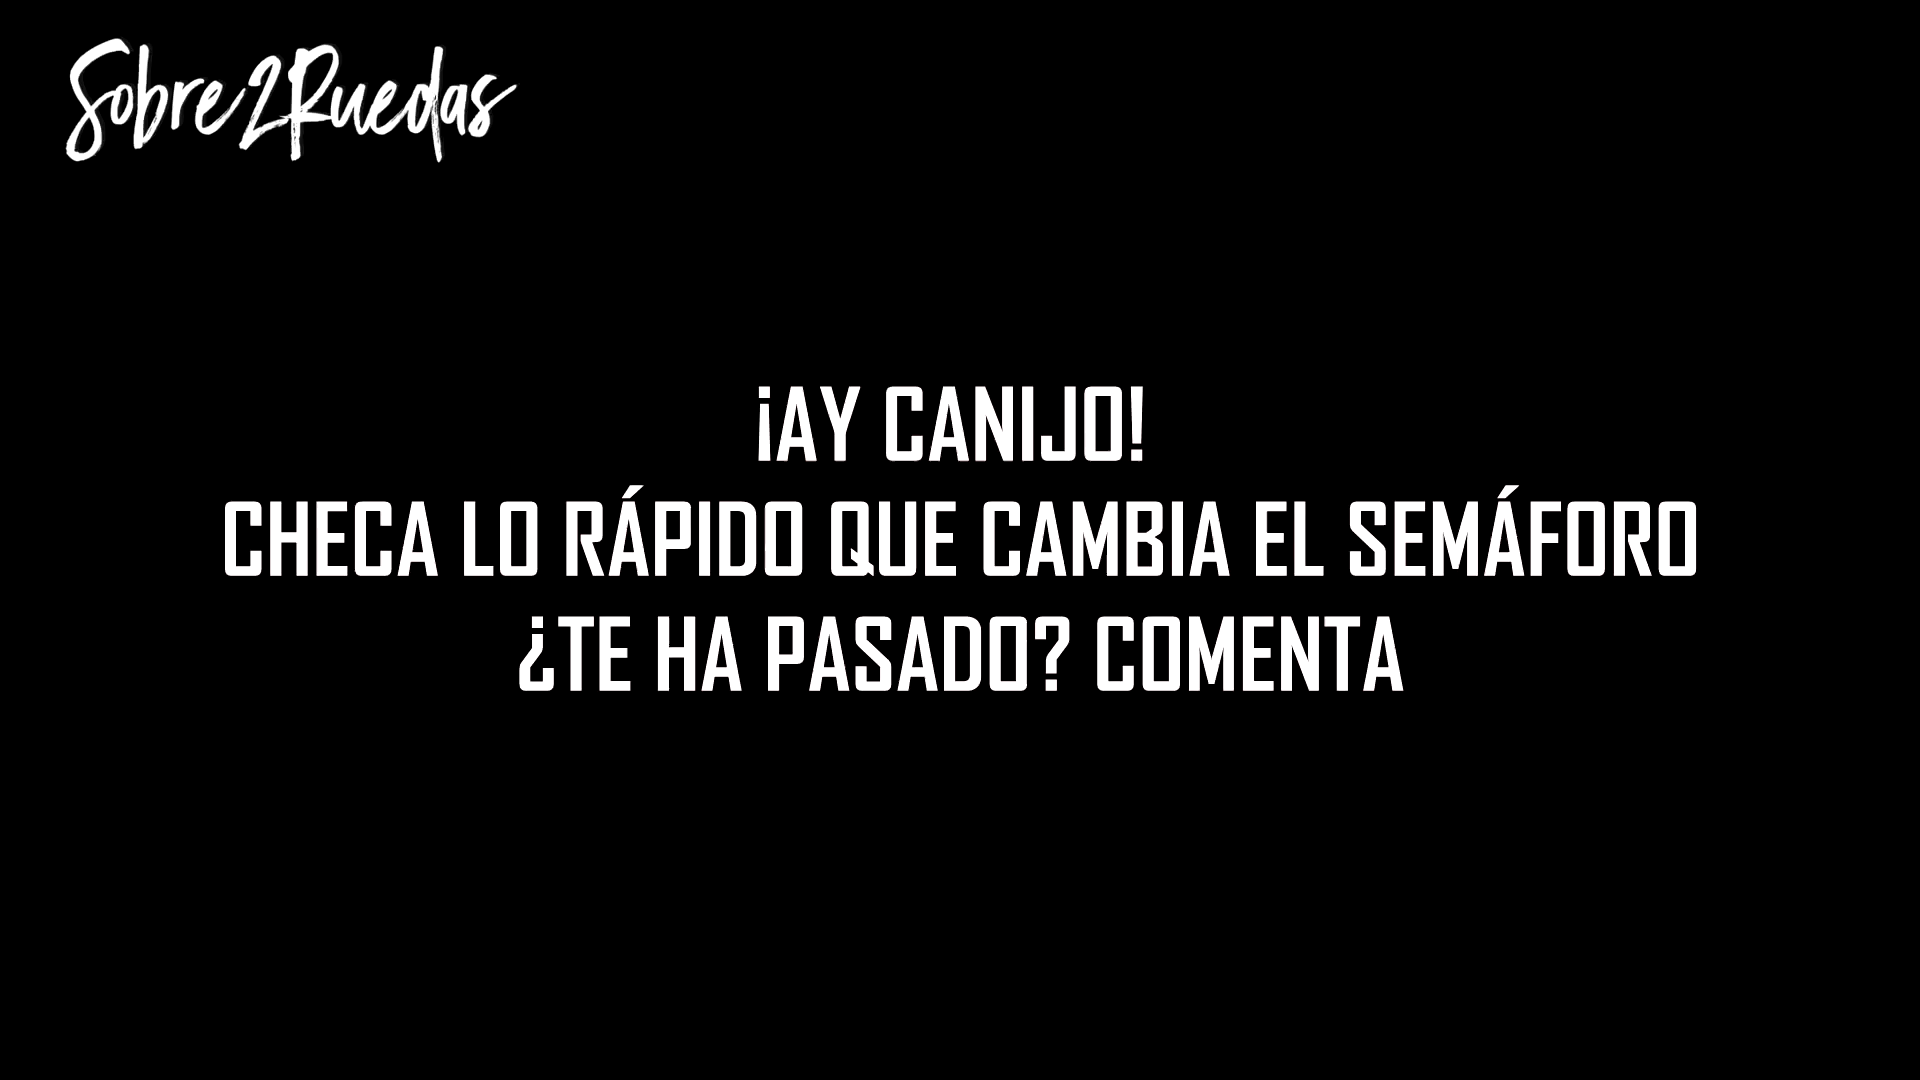 Sobre2Ruedas
¡AY CANIJO!
CHECA LO RÁPIDO QUE CAMBIA EL SEMÁFORO
¿TE HA PASADO? COMENTA